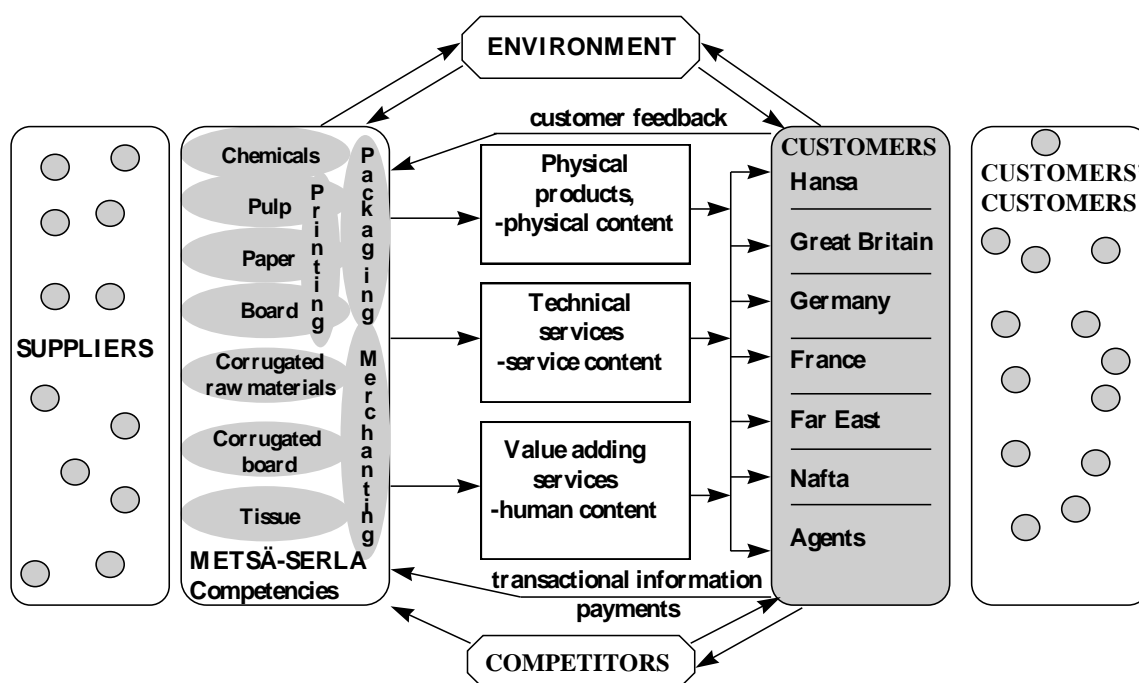 ENVIRONMENT
customer feedback
SUPPLIERS
Chemicals
Pulp
Paper
Board
Corrugated
raw materials
Corrugated
board
Tissue
Printing
Packaging
Merchanting
METSÄ-SERLA
Competencies
Physical
products,
-physical content
Technical
services
-service content
Value adding
services
-human content
CUSTOMERS
Hansa
Great Britain
Germany
France
Far East
Nafta
Agents
CUSTOMERS'
CUSTOMERS
transactional information
payments
COMPETITORS